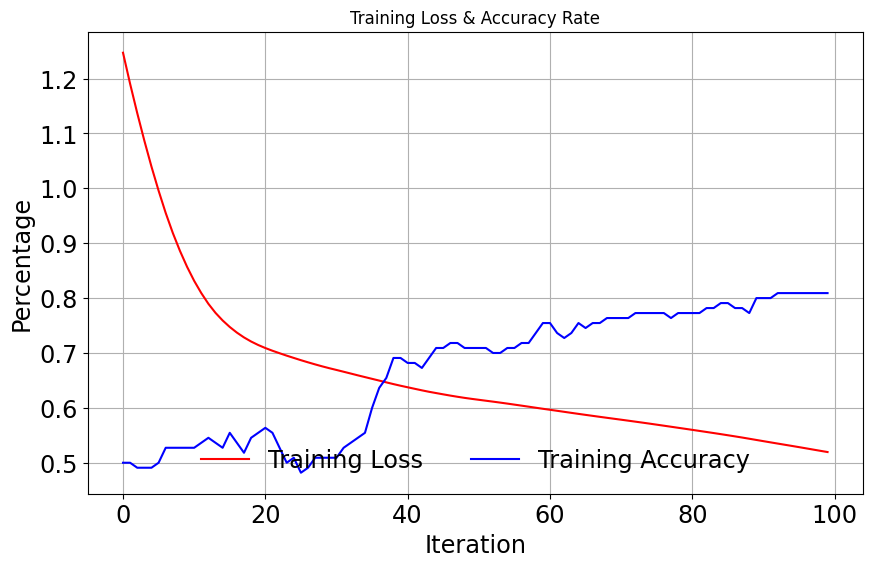 Training Loss & Accuracy Rate
1.2
1.1
1.0
0.9
0.8
0.7
0.6
0.5
Percentage
Training Loss Training Accuracy
0 20 40 60 80 100
Iteration